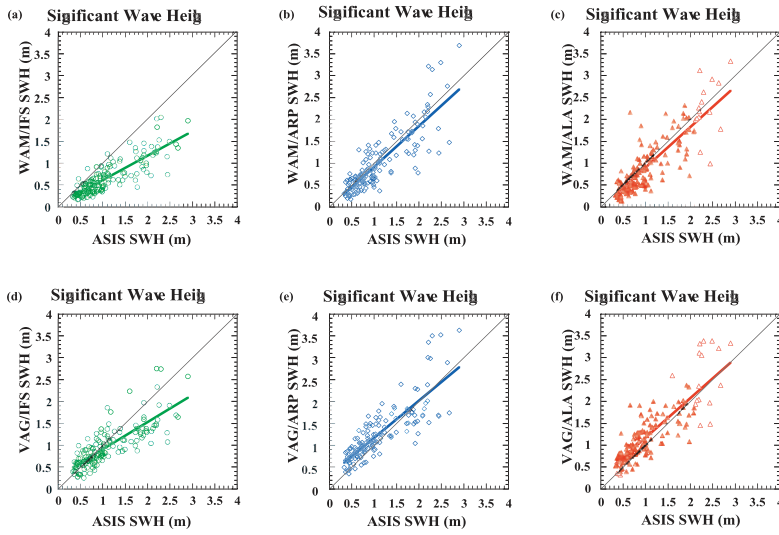 (a) Significant Wave Heig
WAM/IFS SWH (m)
4
3.5
3
2.5
2
1.5
1
0.5
0
0 0.5 1 1.5 2 2.5 3 3.5 4
ASIS SWH (m)
(b) Significant Wave Heig
WAM/ARP SWH (m)
4
3.5
3
2.5
2
1.5
1
0.5
0
0 0.5 1 1.5 2 2.5 3 3.5 4
ASIS SWH (m)
(c) Significant Wave Heig
WAM/ALA SWH (m)
4
3.5
3
2.5
2
1.5
1
0.5
0
0 0.5 1 1.5 2 2.5 3 3.5 4
ASIS SWH (m)
(d) Significant Wave Heig
VAG/IFS SWH (m)
4
3.5
3
2.5
2
1.5
1
0.5
0
0 0.5 1 1.5 2 2.5 3 3.5 4
ASIS SWH (m)
(e) Significant Wave Heig
VAG/ARP SWH (m)
4
3.5
3
2.5
2
1.5
1
0.5
0
0 0.5 1 1.5 2 2.5 3 3.5 4
ASIS SWH (m)
(f) Significant Wave Heig
VAG/ALA SWH (m)
4
3.5
3
2.5
2
1.5
1
0.5
0
0 0.5 1 1.5 2 2.5 3 3.5 4
ASIS SWH (m)